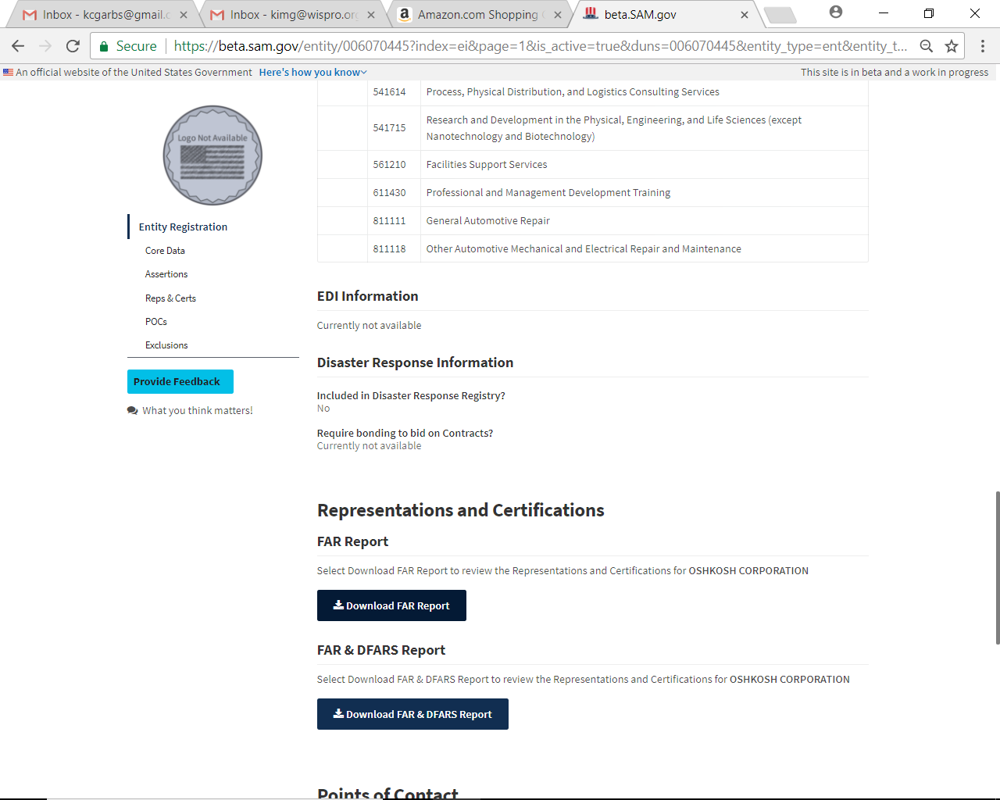 Inbox - kcgarbs@gmail.c
Inbox - kimg@wispro.org
Amazon.com Shopping
beta.SAM.gov
Secure
https://beta.sam.gov/entity/006070445?index=ei&page=1&is_active=true&duns=006070445&entity_type=ent&entity_t...
An official website of the United States Government Here's how you know
This site is in beta and a work in progress
Logo Not Available
Entity Registration
Core Data
Assertions
Reps & Certs
POCs
Exclusions
Provide Feedback
What you think matters!
541614 Process, Physical Distribution, and Logistics Consulting Services
541715 Research and Development in the Physical, Engineering, and Life Sciences (except
Nanotechnology and Biotechnology)
561210 Facilities Support Services
611430 Professional and Management Development Training
811111 General Automotive Repair
811118 Other Automotive Mechanical and Electrical Repair and Maintenance
EDI Information
Currently not available
Disaster Response Information
Included in Disaster Response Registry?
No
Require bonding to bid on Contracts?
Currently not available
Representations and Certifications
FAR Report
Select Download FAR Report to review the Representations and Certifications for OSHKOSH CORPORATION
Download FAR Report
FAR & DFARS Report
Select Download FAR & DFARS Report to review the Representations and Certifications for OSHKOSH CORPORATION
Download FAR & DFARS Report
Points of Contact